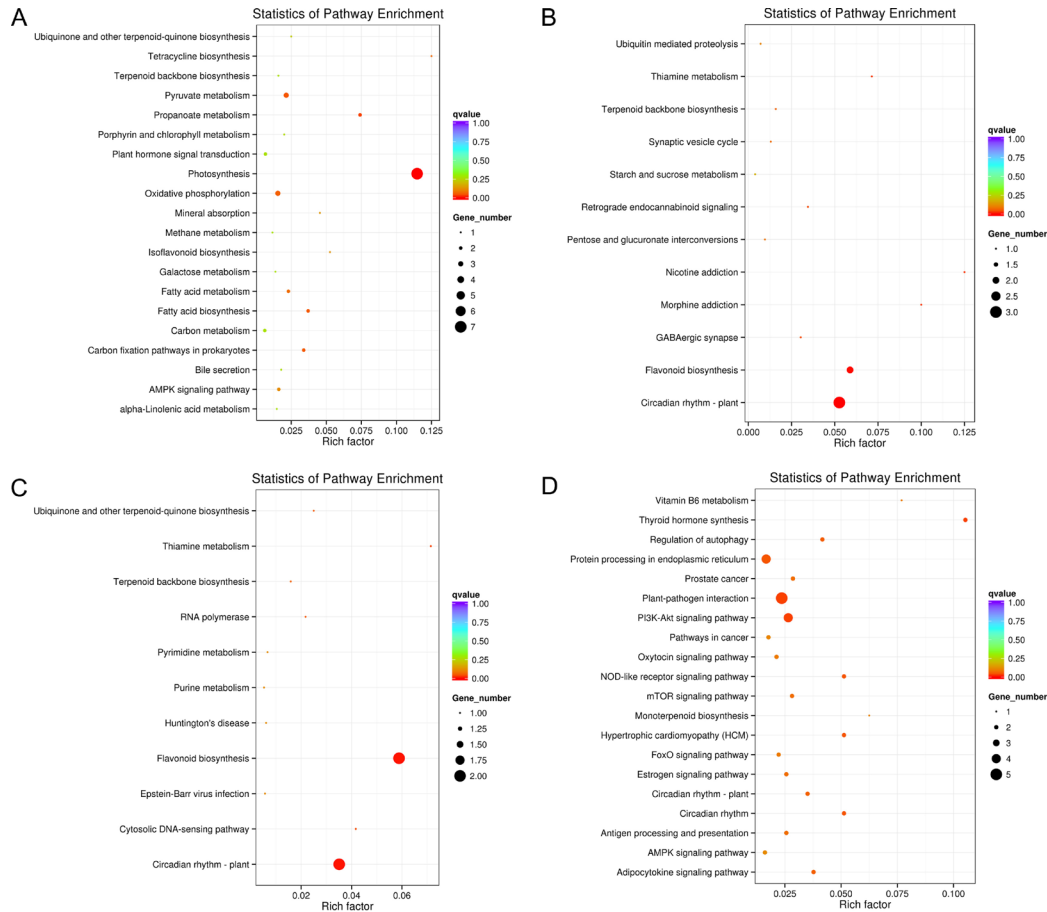 A
Statistics of Pathway Enrichment
Ubiquinone and other terpenoid-quinone biosynthesis
Tetracycline biosynthesis
Terpenoid backbone biosynthesis
Pyruvate metabolism
Propanoate metabolism
Porphyrin and chlorophyll metabolism
Plant hormone signal transduction
Photosynthesis
Oxidative phosphorylation
Mineral absorption
Methane metabolism
Isoflavonoid biosynthesis
Galactose metabolism
Fatty acid metabolism
Fatty acid biosynthesis
Carbon metabolism
Carbon fixation pathways in prokaryotes
Bile secretion
AMPK signaling pathway
alpha-Linolenic acid metabolism
0.025 0.050 0.075 0.100 0.125
Rich factor
qvalue
1.00
0.75
0.50
0.25
0.00
Gene_number
1
2
3
4
5
6
7
B
Statistics of Pathway Enrichment
Ubiquitin mediated proteolysis
Thiamine metabolism
Terpenoid backbone biosynthesis
Synaptic vesicle cycle
Starch and sucrose metabolism
Retrograde endocannabinoid signaling
Pentose and glucuronate interconversions
Nicotine addiction
Morphine addiction
GABAergic synapse
Flavonoid biosynthesis
Circadian rhythm - plant
0.000 0.025 0.050 0.075 0.100 0.125
Rich factor
qvalue
1.00
0.75
0.50
0.25
0.00
Gene_number
1.0
1.5
2.0
2.5
3.0
C
Statistics of Pathway Enrichment
Ubiquinone and other terpenoid-quinone biosynthesis
Thiamine metabolism
Terpenoid backbone biosynthesis
RNA polymerase
Pyrimidine metabolism
Purine metabolism
Huntington's disease
Flavonoid biosynthesis
Epstein-Barr virus infection
Cytosolic DNA-sensing pathway
Circadian rhythm - plant
0.02 0.04 0.06
Rich factor
qvalue
1.00
0.75
0.50
0.25
0.00
Gene_number
1.00
1.25
1.50
1.75
2.00
D
Statistics of Pathway Enrichment
Vitamin B6 metabolism
Thyroid hormone synthesis
Regulation of autophagy
Protein processing in endoplasmic reticulum
Prostate cancer
Plant-pathogen interaction
PI3K-Akt signaling pathway
Pathways in cancer
Oxytocin signaling pathway
NOD-like receptor signaling pathway
mTOR signaling pathway
Monoterpenoid biosynthesis
Hypertrophic cardiomyopathy (HCM)
FoxO signaling pathway
Estrogen signaling pathway
Circadian rhythm - plant
Circadian rhythm
Antigen processing and presentation
AMPK signaling pathway
Adipocytokine signaling pathway
0.025 0.050 0.075 0.100
Rich factor
qvalue
1.00
0.75
0.50
0.25
0.00
Gene_number
1
2
3
4
5